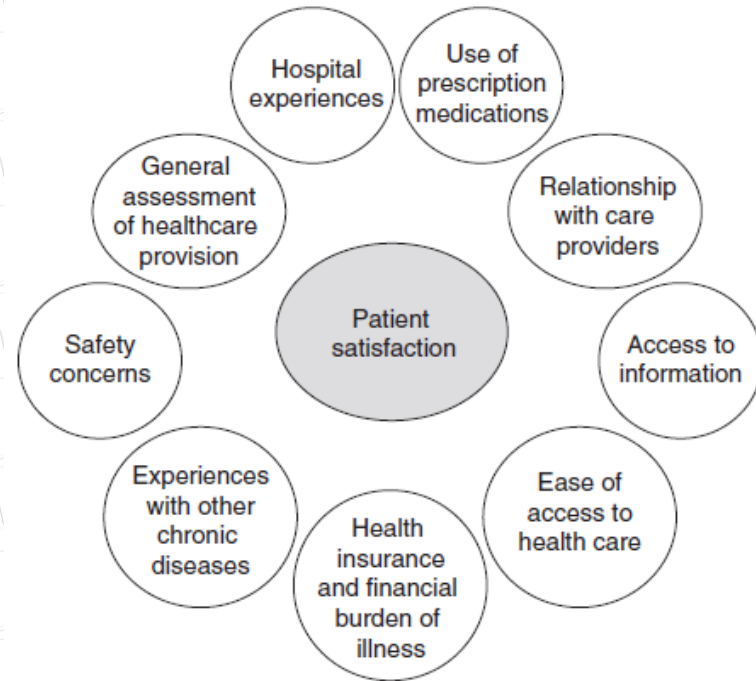 Hospital
experiences
Use of
prescription
medications
General
assessment
of healthcare
provision
Relationship
with care
providers
Patient
satisfaction
Safety
concerns
Access to
information
Experiences
with other
chronic
diseases
Health
insurance
and financial
burden of
illness
Ease of
access to
health care